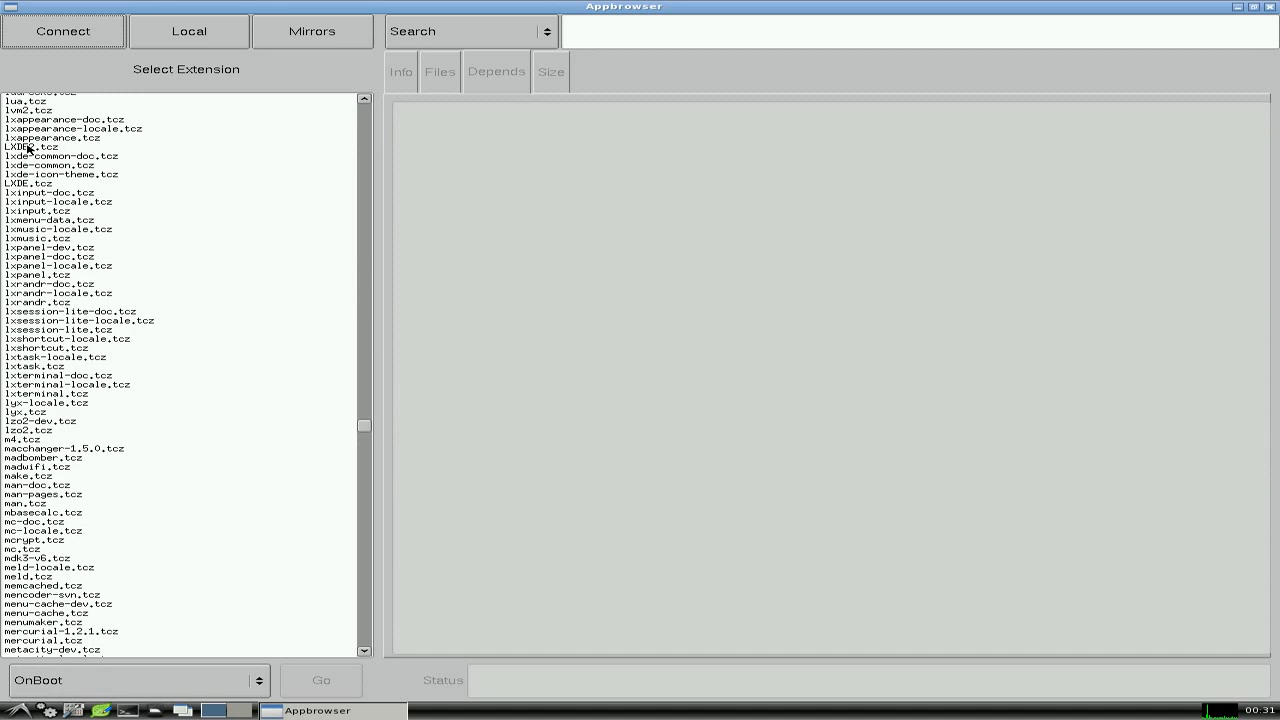 Appbrowser
Connect
Local
Mirrors
Search
Select Extension
Info
Files
Depends
Size
lua.tcz
lvm2.tcz
lxappearance-doc.tcz
lxappearance-locale.tcz
lxappearance.tcz
LXDE2.tcz
lxde-common-doc.tcz
lxde-common.tcz
lxde-icon-theme.tcz
LXDE.tcz
lxinput-doc.tcz
lxinput-locale.tcz
lxinput.tcz
lxmenu-data.tcz
lxmusic-locale.tcz
lxmusic.tcz
lxpanel-dev.tcz
lxpanel-doc.tcz
lxpanel-locale.tcz
lxpanel.tcz
lxrandr-doc.tcz
lxrandr-locale.tcz
lxrandr.tcz
lxsession-lite-doc.tcz
lxsession-lite-locale.tcz
lxsession-lite.tcz
lxshortcut-locale.tcz
lxshortcut.tcz
lxtask-locale.tcz
lxtask.tcz
lxterminal-doc.tcz
lxterminal-locale.tcz
lxterminal.tcz
lyx-locale.tcz
lyx.tcz
lzo2-dev.tcz
lzo2.tcz
m4.tcz
macchanger-1.5.0.tcz
madbomber.tcz
madwifi.tcz
make.tcz
man-doc.tcz
man-pages.tcz
man.tcz
mbasecalc.tcz
mc-doc.tcz
mc-locale.tcz
mcrypt.tcz
mc.tcz
mdk3-v6.tcz
meld-locale.tcz
meld.tcz
memcached.tcz
mencoder-svn.tcz
menu-cache-dev.tcz
menu-cache.tcz
menumaker.tcz
mercurial-1.2.1.tcz
mercurial.tcz
metacity-dev.tcz
OnBoot
Go
Status
Appbrowser
00:31